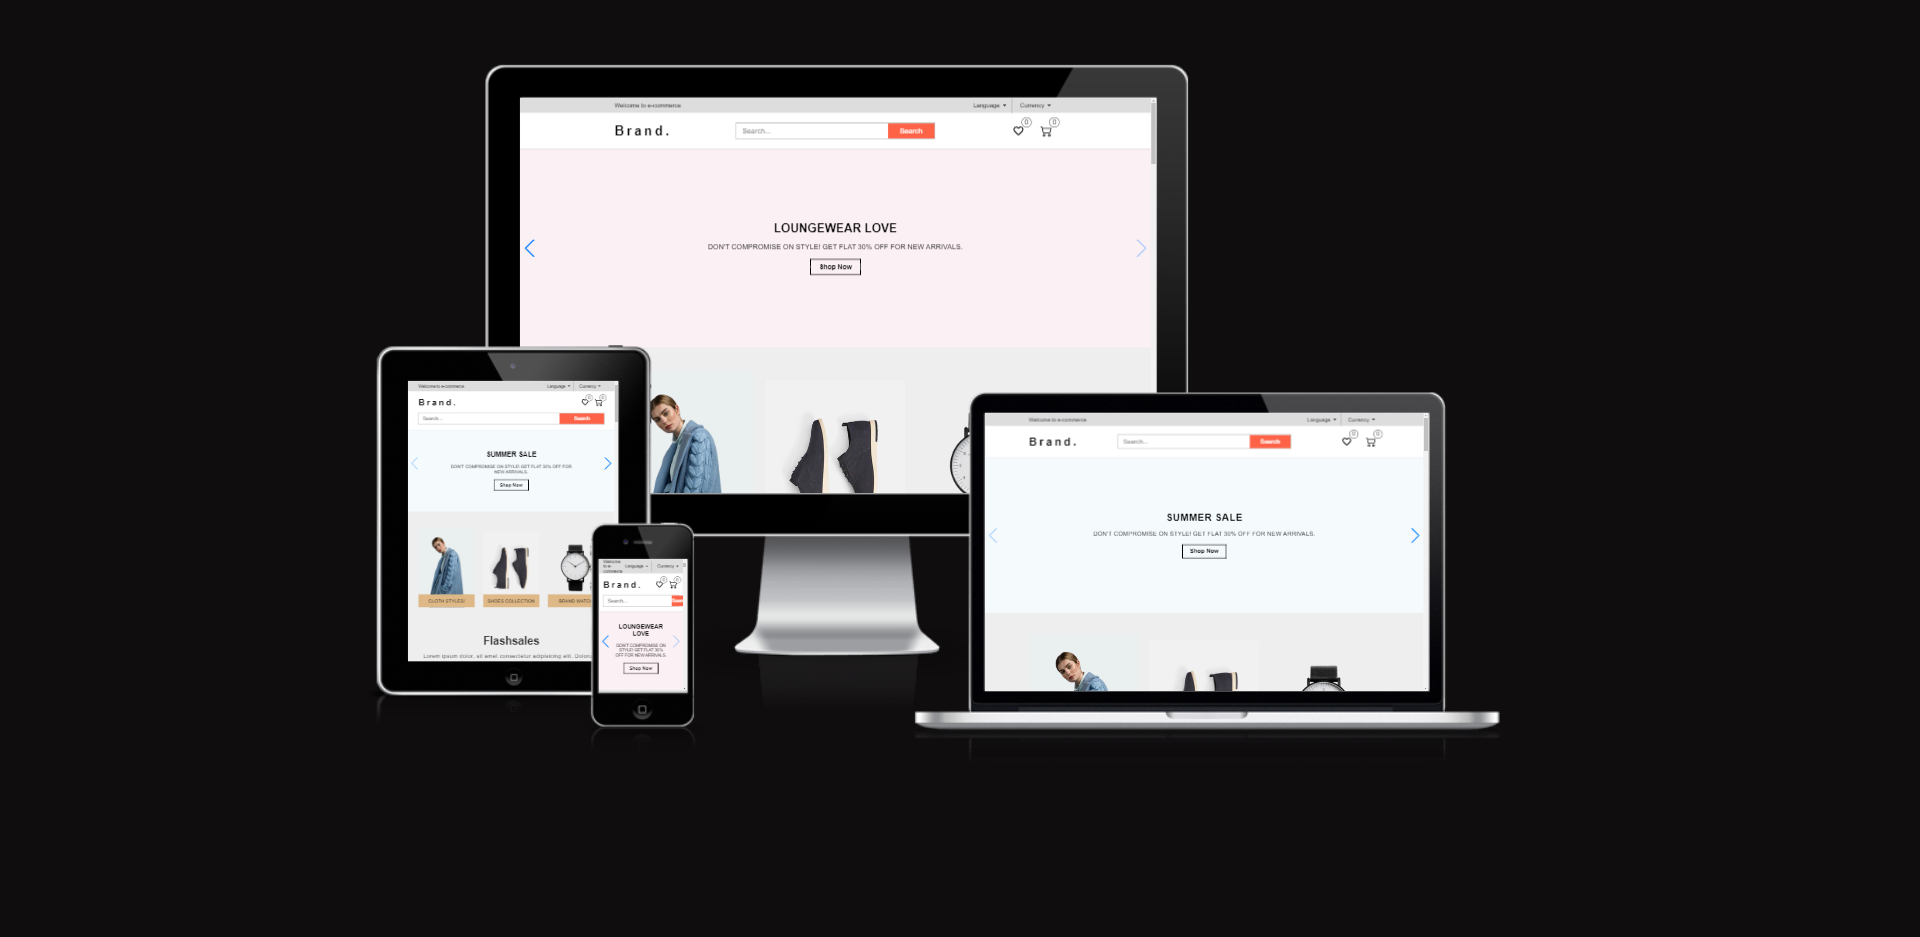 Welcome to e-commerce
Language
Currency
Brand.
Search...
Search
0
0
LOUNGEWEAR LOVE
DON'T COMPROMISE ON STYLE! GET FLAT 30% OFF FOR NEW ARRIVALS.
Shop Now
Welcome to e-commerce
Language
Currency
Brand.
0
0
Search...
Search
SUMMER SALE
DON'T COMPROMISE ON STYLE! GET FLAT 30% OFF FOR
NEW ARRIVALS.
Shop Now
CLOTH STYLES!
SHOES COLLECTION
BRAND WATC
Flashsales
Lorem ipsum dolor, sit amet consectetur adipisicing elit. Dolor
Welcome
to e-
commerce
Language
Currency
Brand.
0
0
Search...
LOUNGEWEAR
LOVE
DON'T COMPROMISE ON
STYLE! GET FLAT 30%
OFF FOR NEW ARRIVALS.
Shop Now
Welcome to e-commerce
Language
Currency
Brand.
Search...
Search
0
0
SUMMER SALE
DON'T COMPROMISE ON STYLE! GET FLAT 30% OFF FOR NEW ARRIVALS.
Shop Now